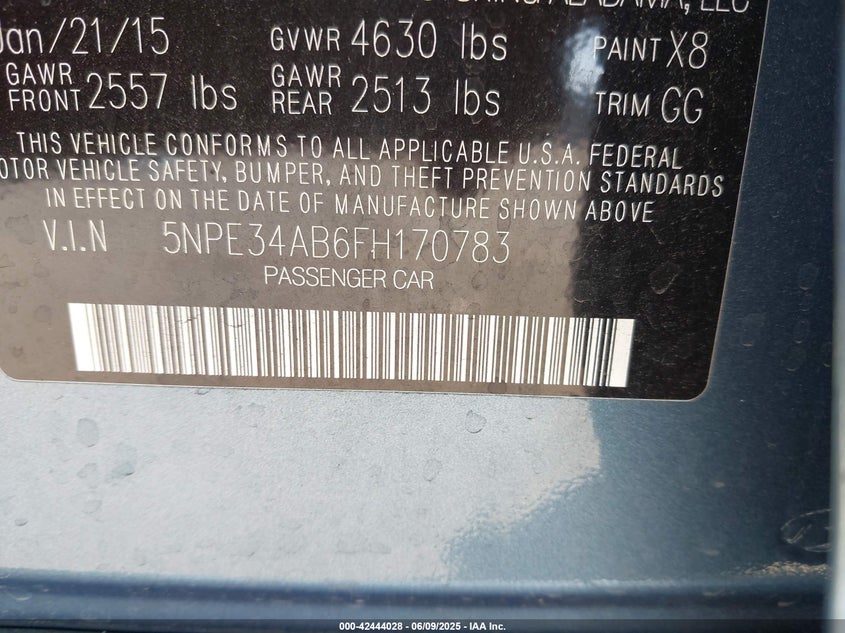 ALABAMA, LLC
Jan/21/15 GVWR 4630 lbs PAINT X8
GAWR FRONT 2557 lbs GAWR REAR 2513 lbs TRIM GG
THIS VEHICLE CONFORMS TO ALL APPLICABLE U.S.A. FEDERAL
MOTOR VEHICLE SAFETY, BUMPER, AND THEFT PREVENTION STANDARDS
IN EFFECT ON THE DATE OF MANUFACTURE SHOWN ABOVE
V.I.N 5NPE34AB6FH170783
PASSENGER CAR
000-42444028 | 06/09/2025 - IAA Inc.